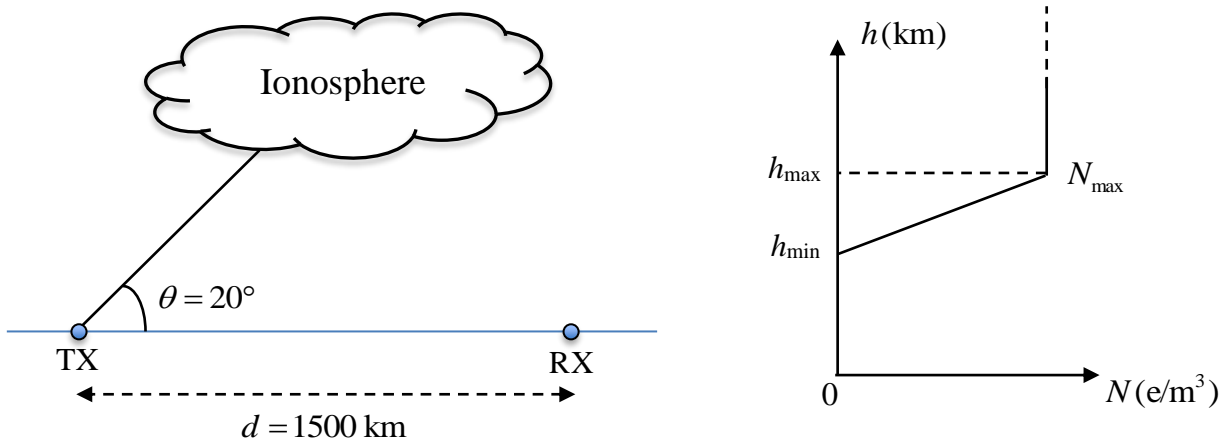 Ionosphere
θ = 20°
TX
RX
d = 1500 km
h (km)
h_max
N_max
h_min
0
N (e/m³)